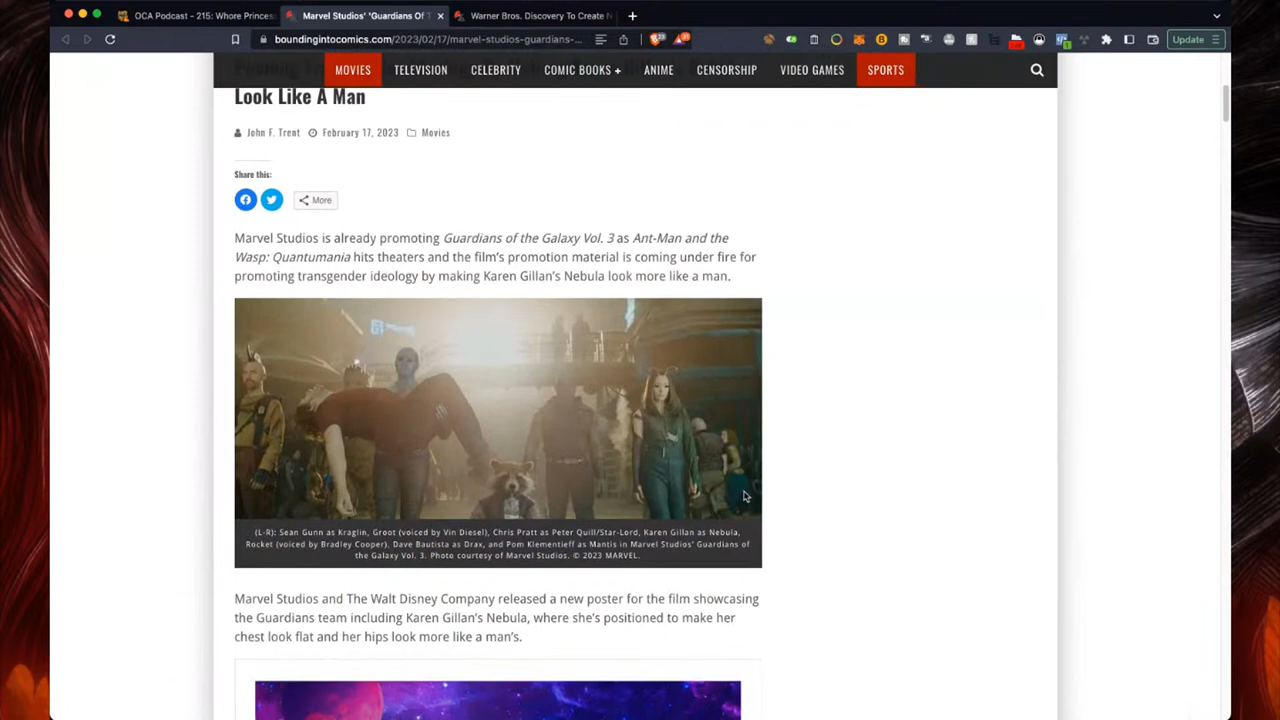 OCA Podcast - 215: Whore Princes
Marvel Studios' 'Guardians Of T
Warner Bros. Discovery To Create N
boundingintocomics.com/2023/02/17/marvel-studios-guardians-...
Update
MOVIES TELEVISION CELEBRITY COMIC BOOKS + ANIME CENSORSHIP VIDEO GAMES SPORTS
Look Like A Man
John F. Trent February 17, 2023 Movies
Share this:
More
Marvel Studios is already promoting Guardians of the Galaxy Vol. 3 as Ant-Man and the
Wasp: Quantumania hits theaters and the film's promotion material is coming under fire for
promoting transgender ideology by making Karen Gillan's Nebula look more like a man.
(L-R): Sean Gunn as Kraglin, Groot (voiced by Vin Diesel), Chris Pratt as Peter Quill/Star-Lord, Karen Gillan as Nebula,
Rocket (voiced by Bradley Cooper), Dave Bautista as Drax, and Pom Klementieff as Mantis in Marvel Studios' Guardians of
the Galaxy Vol. 3. Photo courtesy of Marvel Studios. © 2023 MARVEL.
Marvel Studios and The Walt Disney Company released a new poster for the film showcasing
the Guardians team including Karen Gillan's Nebula, where she's positioned to make her
chest look flat and her hips look more like a man's.